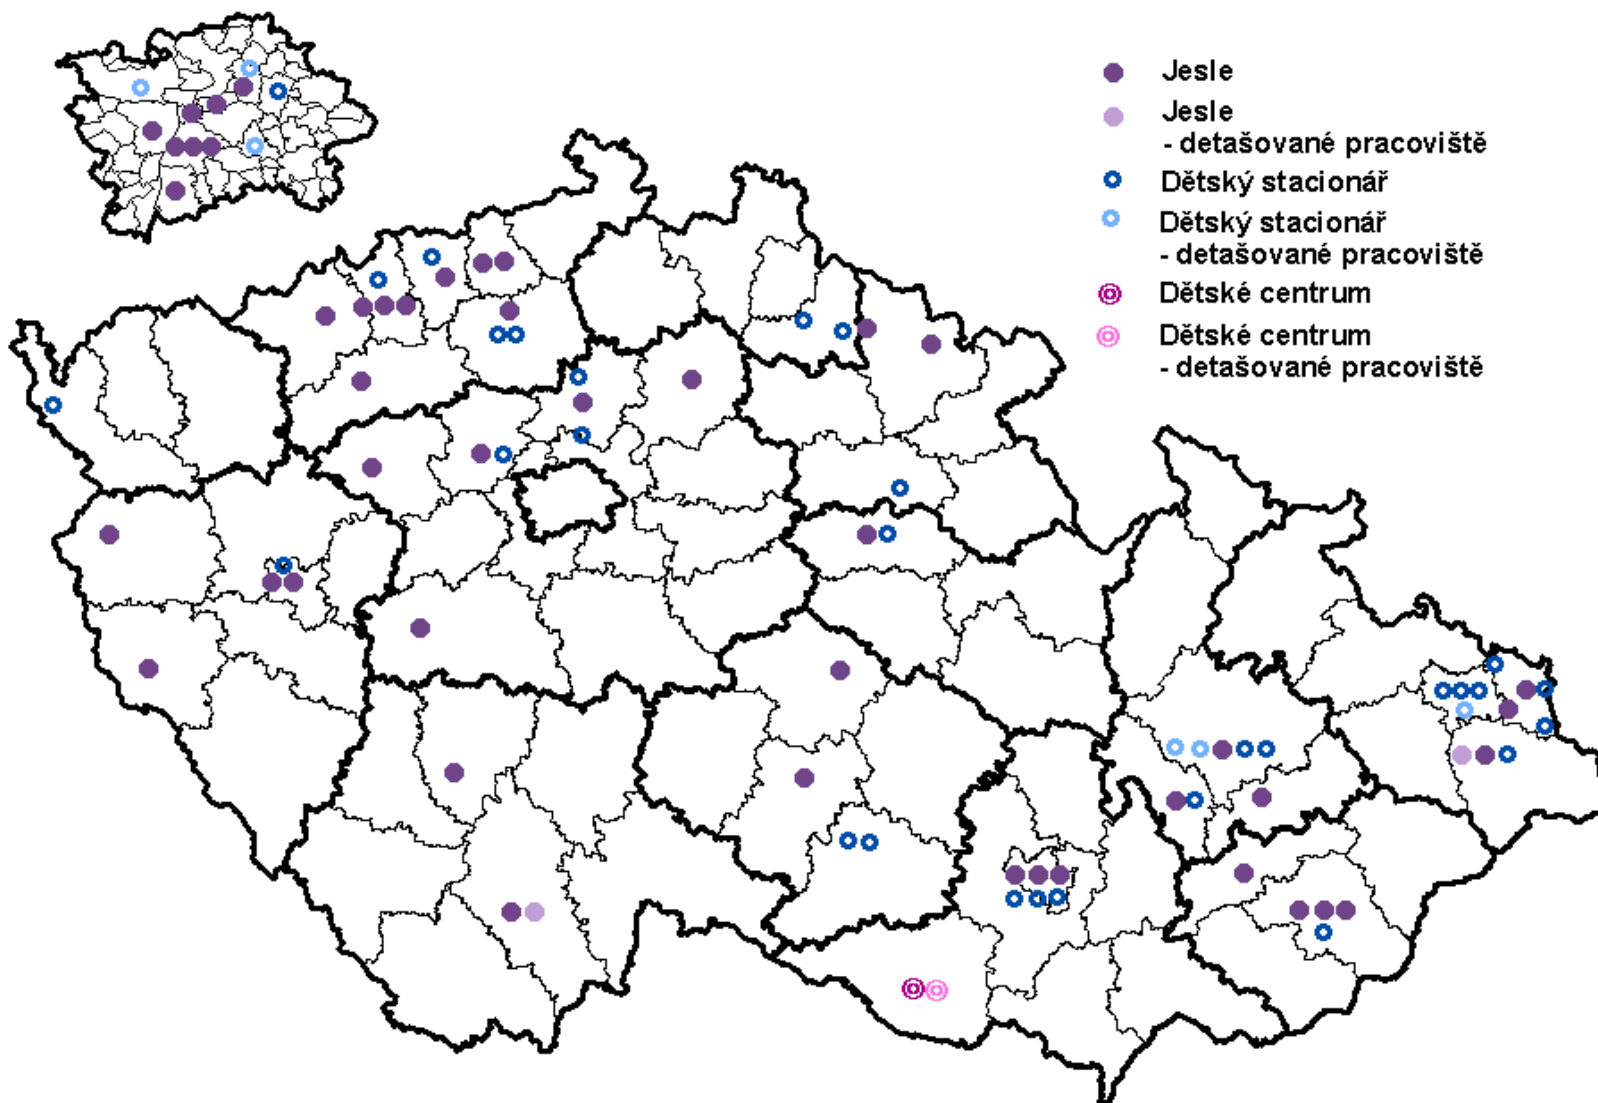 Jesle
Jesle
- detašované pracoviště
Dětský stacionář
Dětský stacionář
- detašované pracoviště
Dětské centrum
Dětské centrum
- detašované pracoviště